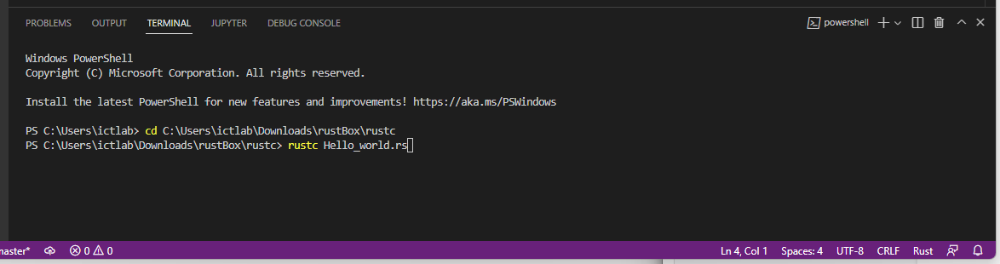 PROBLEMS OUTPUT TERMINAL JUPYTER DEBUG CONSOLE powershell
Windows PowerShell
Copyright (C) Microsoft Corporation. All rights reserved.
Install the latest PowerShell for new features and improvements! https://aka.ms/PSWindows
PS C:\Users\ictlab> cd C:\Users\ictlab\Downloads\rustBox\rustc
PS C:\Users\ictlab\Downloads\rustBox\rustc> rustc Hello_world.rs
master* 0 0 Ln 4, Col 1 Spaces: 4 UTF-8 CRLF Rust